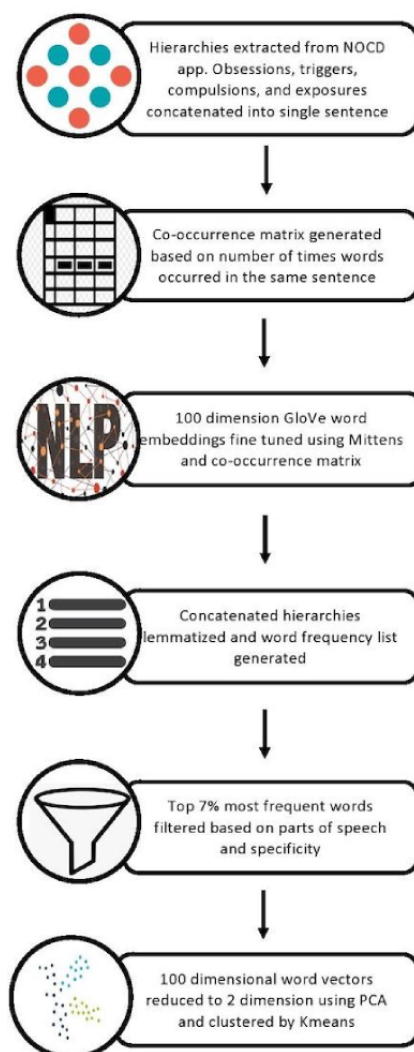 Hierarchies extracted from NOCD
app. Obsessions, triggers,
compulsions, and exposures
concatenated into single sentence
Co-occurrence matrix generated
based on number of times words
occurred in the same sentence
NLP
100 dimension GloVe word
embeddings fine tuned using Mittens
and co-occurrence matrix
1
2
3
4
Concatenated hierarchies
lemmatized and word frequency list
generated
Top 7% most frequent words
filtered based on parts of speech
and specificity
100 dimensional word vectors
reduced to 2 dimension using PCA
and clustered by Kmeans